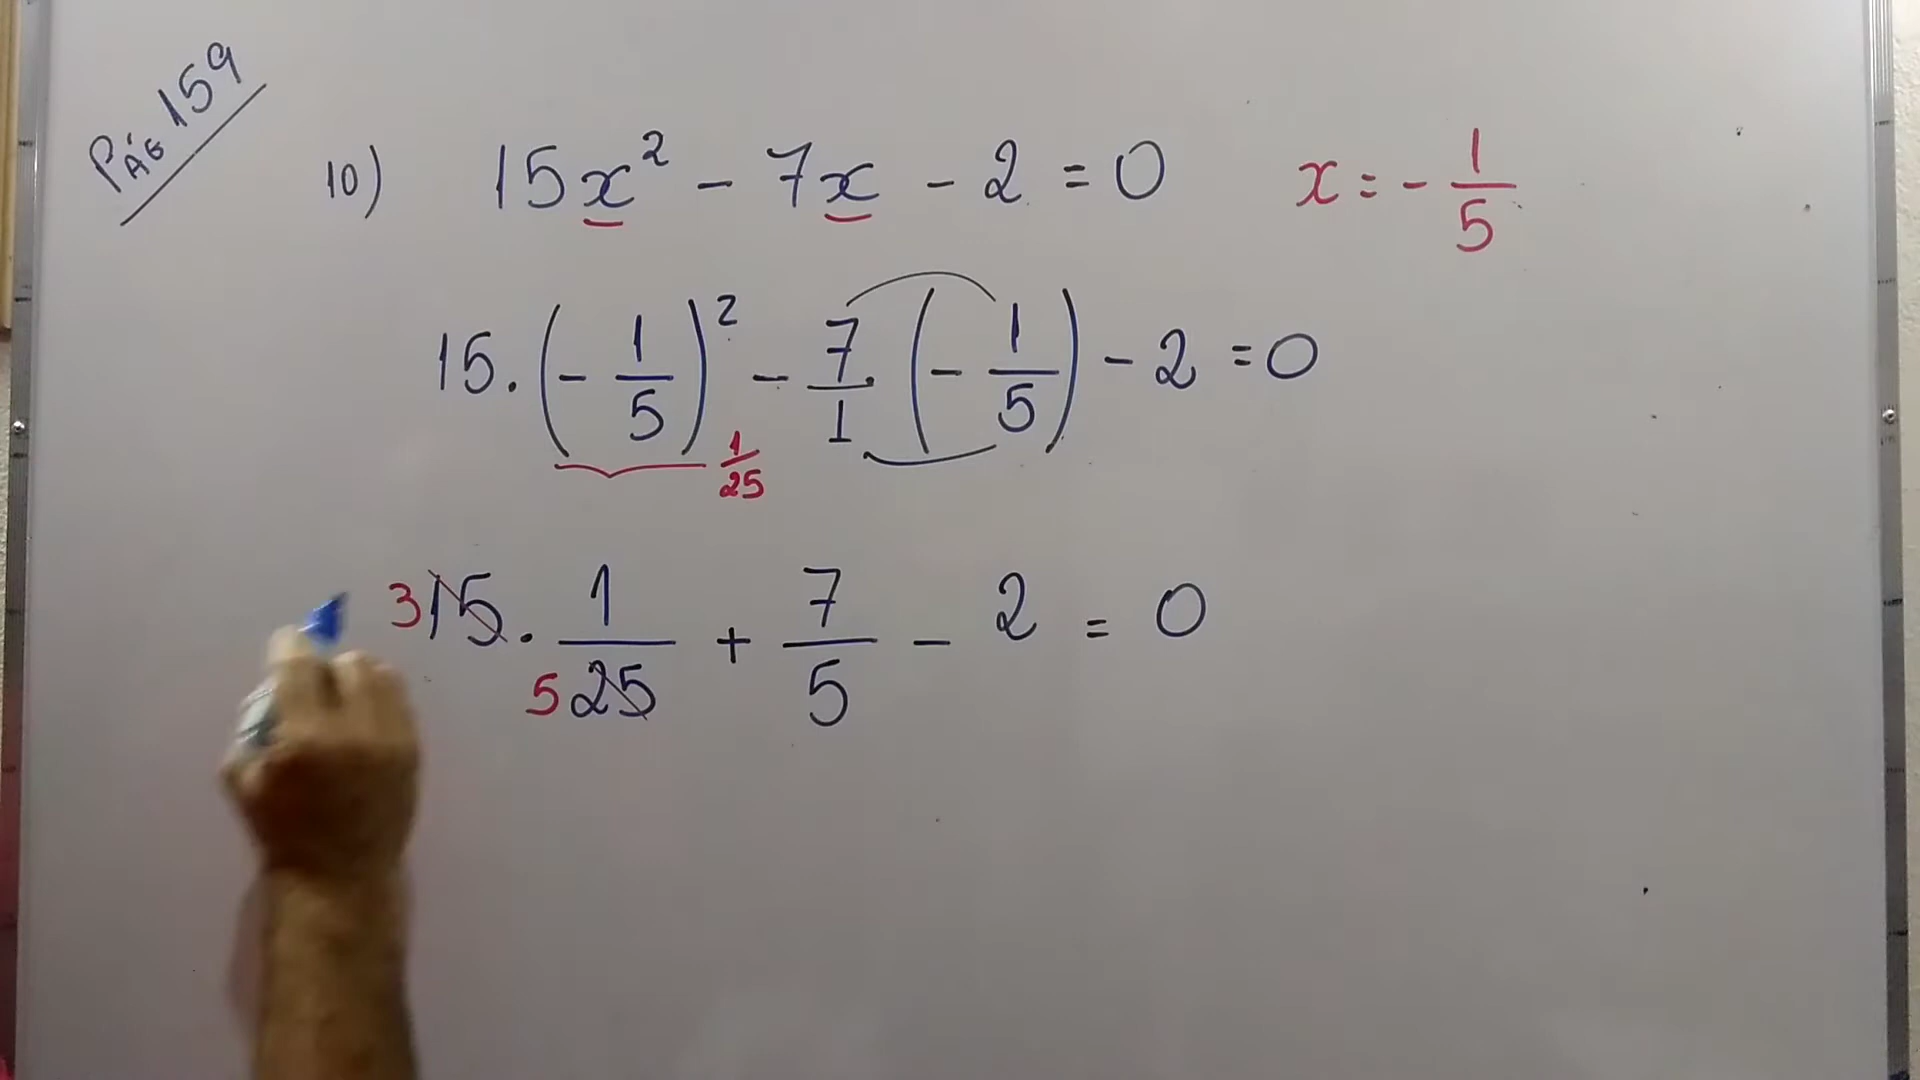 PÁG 159
10) 15x² - 7x - 2 = 0 x = - 1/5
15 . (- 1/5)² - 7/1 . (- 1/5) - 2 = 0
1/25
3 15 . 1/25 + 7/5 - 2 = 0
5